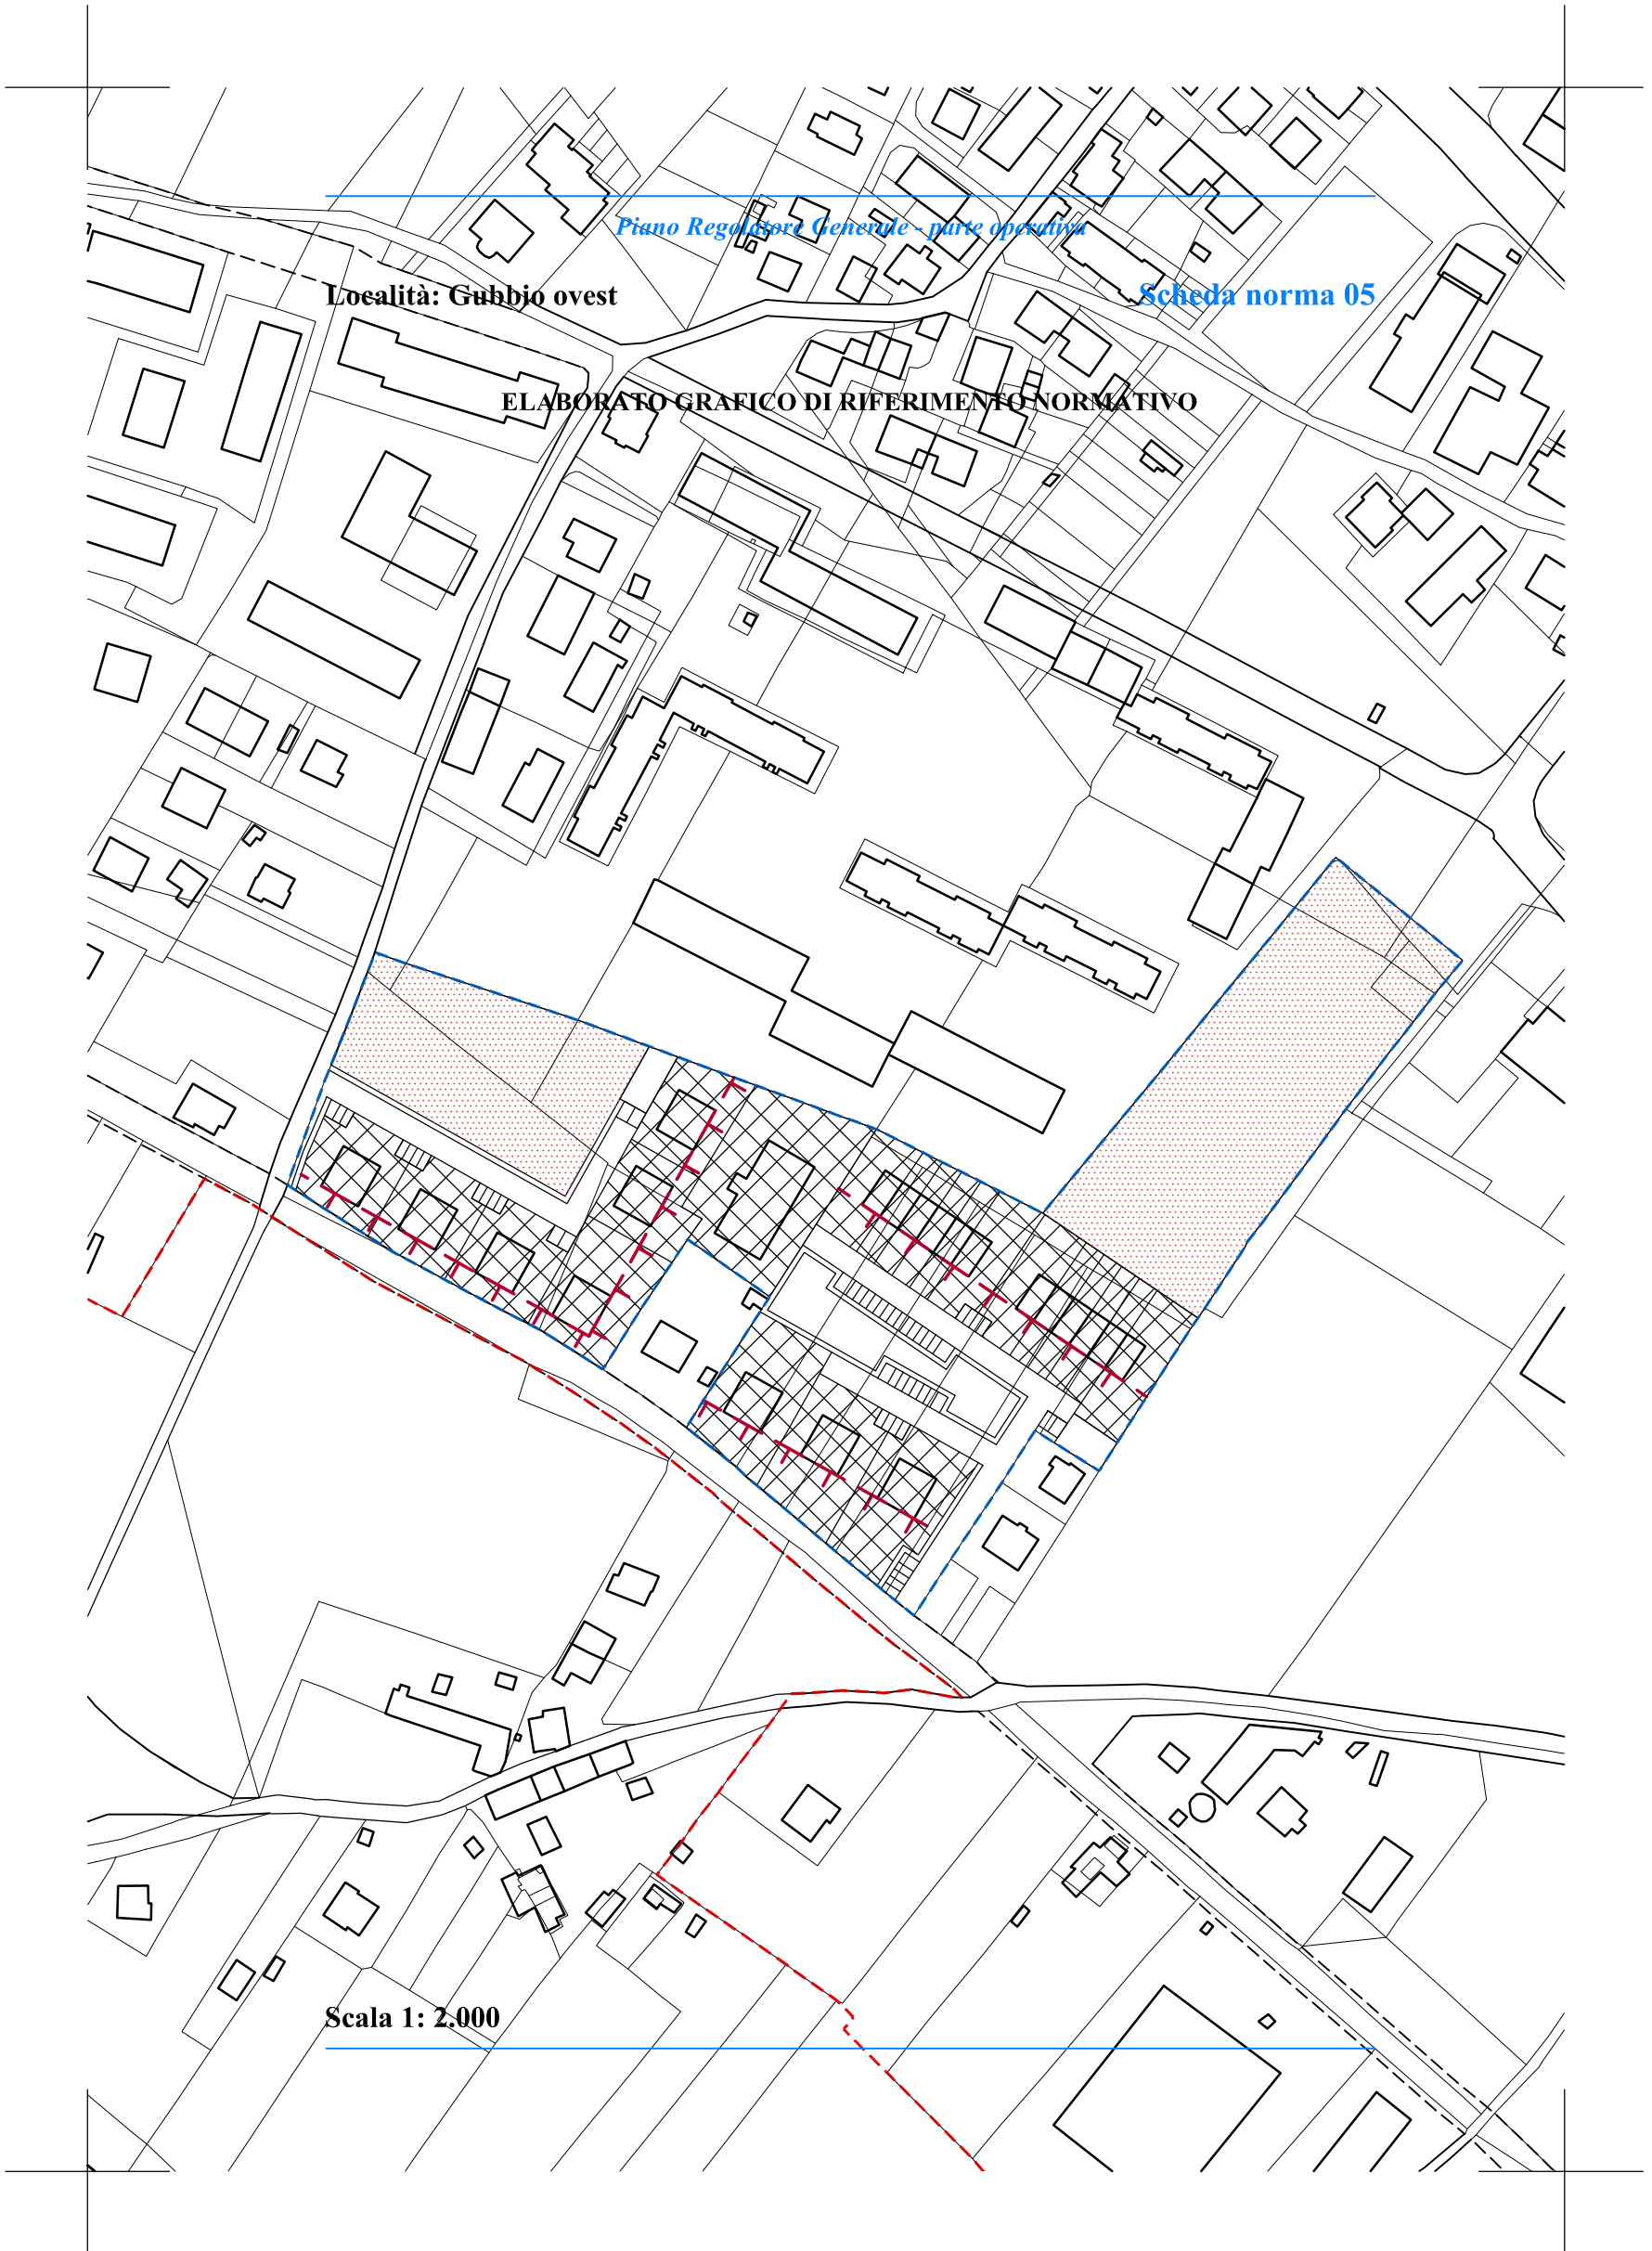 Piano Regolatore Generale - parte operativa
Località: Gubbio ovest
Scheda norma 05
ELABORATO GRAFICO DI RIFERIMENTO NORMATIVO
Scala 1: 2.000